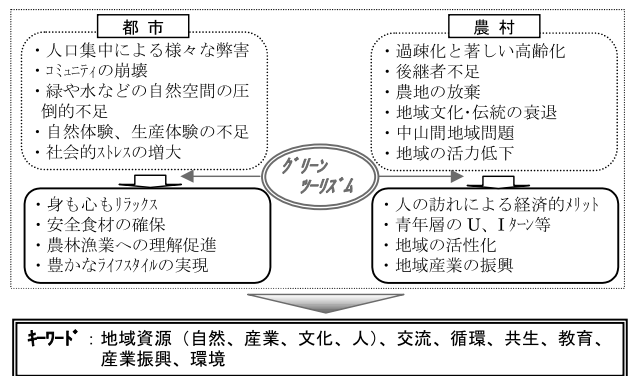 都 市
・人口集中による様々な弊害
・ｺﾐｭﾆﾃｨの崩壊
・緑や水などの自然空間の圧
倒的不足
・自然体験、生産体験の不足
・社会的ｽﾄﾚｽの増大
農 村
・過疎化と著しい高齢化
・後継者不足
・農地の放棄
・地域文化・伝統の衰退
・中山間地域問題
・地域の活力低下
ｸﾞﾘｰﾝ
ﾂｰﾘｽﾞﾑ
・身も心もﾘﾗｯｸｽ
・安全食材の確保
・農林漁業への理解促進
・豊かなﾗｲﾌｽﾀｲﾙの実現
・人の訪れによる経済的ﾒﾘｯﾄ
・青年層のＵ、Ｉﾀｰﾝ等
・地域の活性化
・地域産業の振興
ｷｰﾜｰﾄﾞ：地域資源（自然、産業、文化、人）、交流、循環、共生、教育、
産業振興、環境